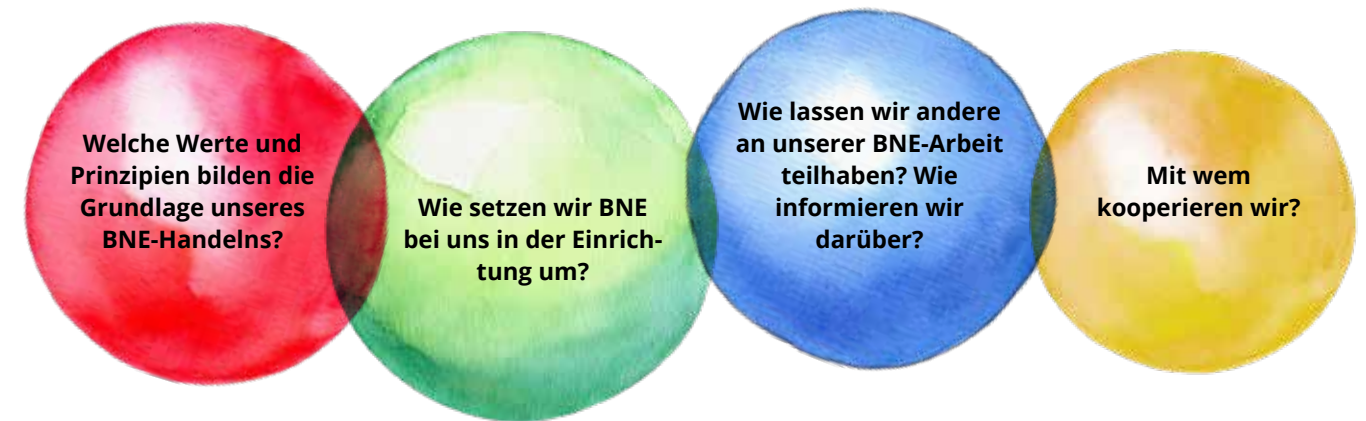 Welche Werte und
Prinzipien bilden die
Grundlage unseres
BNE-Handelns?
Wie setzen wir BNE
bei uns in der Einrich-
tung um?
Wie lassen wir andere
an unserer BNE-Arbeit
teilhaben? Wie
informieren wir
darüber?
Mit wem
kooperieren wir?